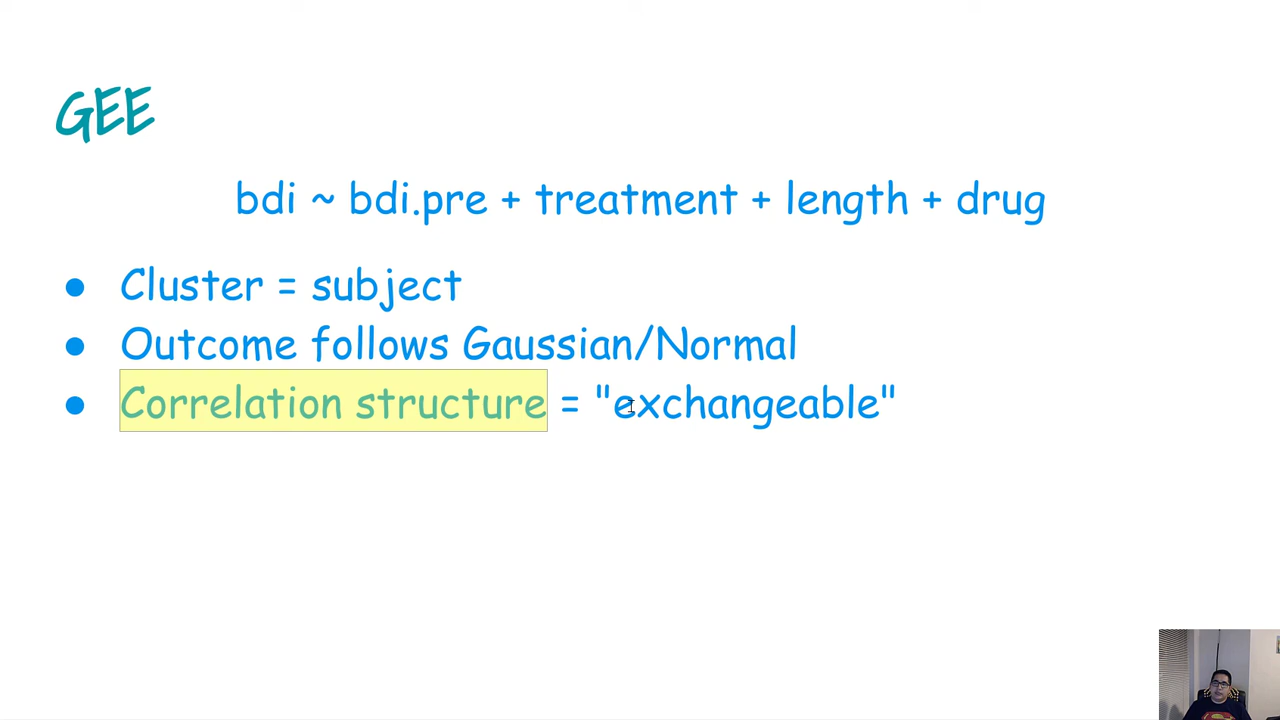 GEE
bdi ~ bdi.pre + treatment + length + drug
● Cluster = subject
● Outcome follows Gaussian/Normal
● Correlation structure = "exchangeable"